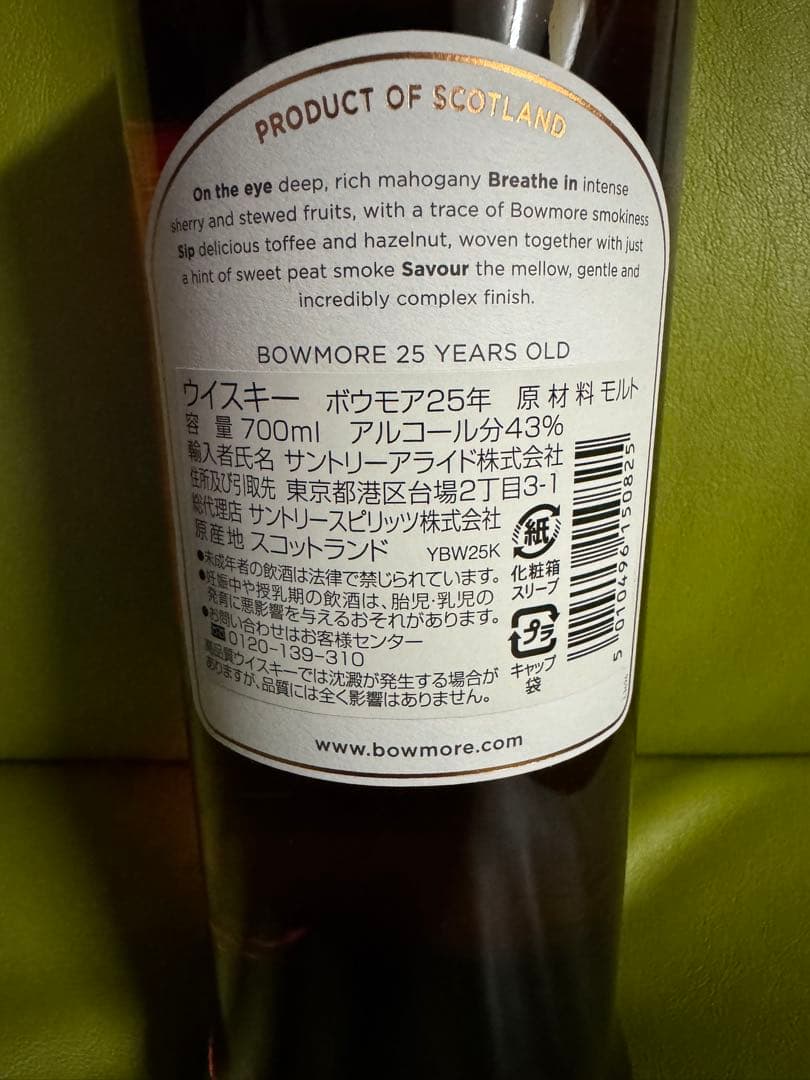 PRODUCT OF SCOTLAND
On the eye deep, rich mahogany Breathe in intense
sherry and stewed fruits, with a trace of Bowmore smokiness
Sip delicious toffee and hazelnut, woven together with just
a hint of sweet peat smoke Savour the mellow, gentle and
incredibly complex finish.
BOWMORE 25 YEARS OLD
ウイスキー ボウモア25年 原材料 モルト
容量 700ml アルコール分43%
輸入者氏名 サントリーアライド株式会社
住所及び引取先 東京都港区台場2丁目3-1
総代理店 サントリースピリッツ株式会社
原産地 スコットランド YBW25K
●未成年者の飲酒は法律で禁じられています。
●妊娠中や授乳期の飲酒は、胎児・乳児の
発育に悪影響を与えるおそれがあります。
●お問い合わせはお客様センター
0120-139-310
高品質ウイスキーでは沈澱が発生する場合が
ありますが、品質には全く影響はありません。
紙
化粧箱
スリーブ
プラ
キャップ
袋
5 010496 150825
www.bowmore.com